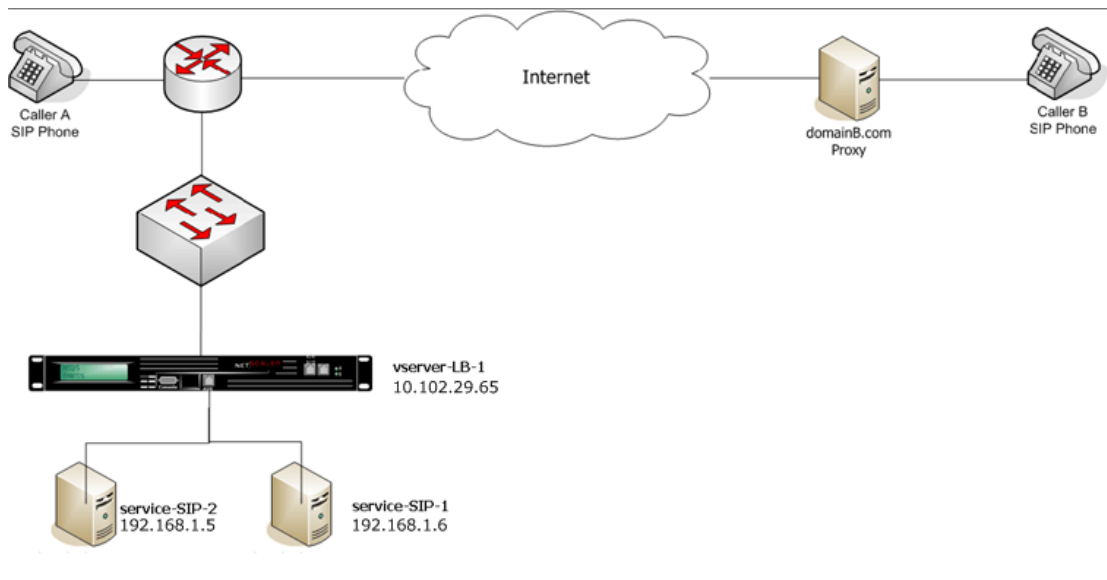 Internet
Caller A
SIP Phone
domainB.com
Proxy
Caller B
SIP Phone
vserver-LB-1
10.102.29.65
service-SIP-2
192.168.1.5
service-SIP-1
192.168.1.6